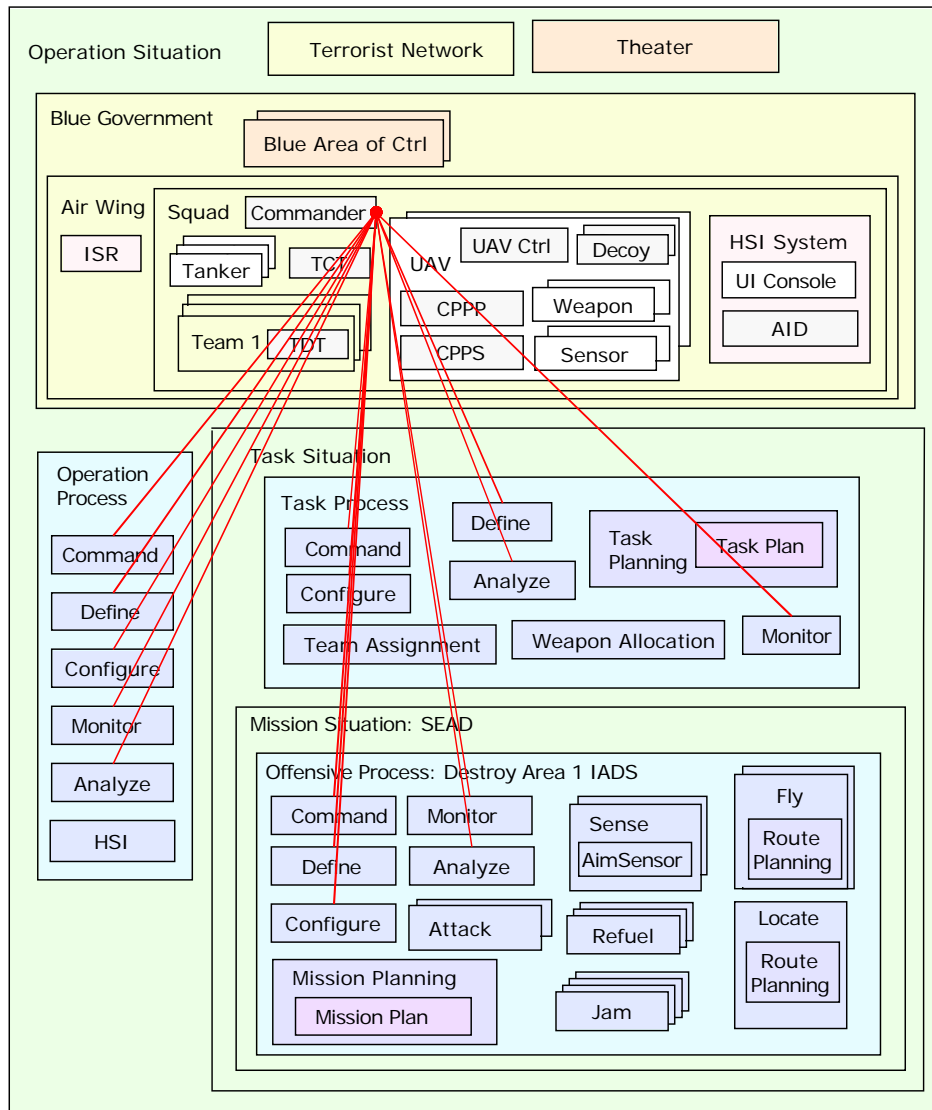 Operation Situation
Terrorist Network
Theater
Blue Government
Blue Area of Ctrl
Air Wing
ISR
Squad
Commander
Tanker
TCT
Team 1
TDT
UAV
UAV Ctrl
Decoy
CPPP
Weapon
CPPS
Sensor
HSI System
UI Console
AID
Operation
Process
Command
Define
Configure
Monitor
Analyze
HSI
Task Situation
Task Process
Command
Configure
Define
Analyze
Task
Planning
Task Plan
Team Assignment
Weapon Allocation
Monitor
Mission Situation: SEAD
Offensive Process: Destroy Area 1 IADS
Command
Monitor
Define
Analyze
Configure
Attack
Sense
AimSensor
Refuel
Fly
Route
Planning
Locate
Route
Planning
Mission Planning
Mission Plan
Jam